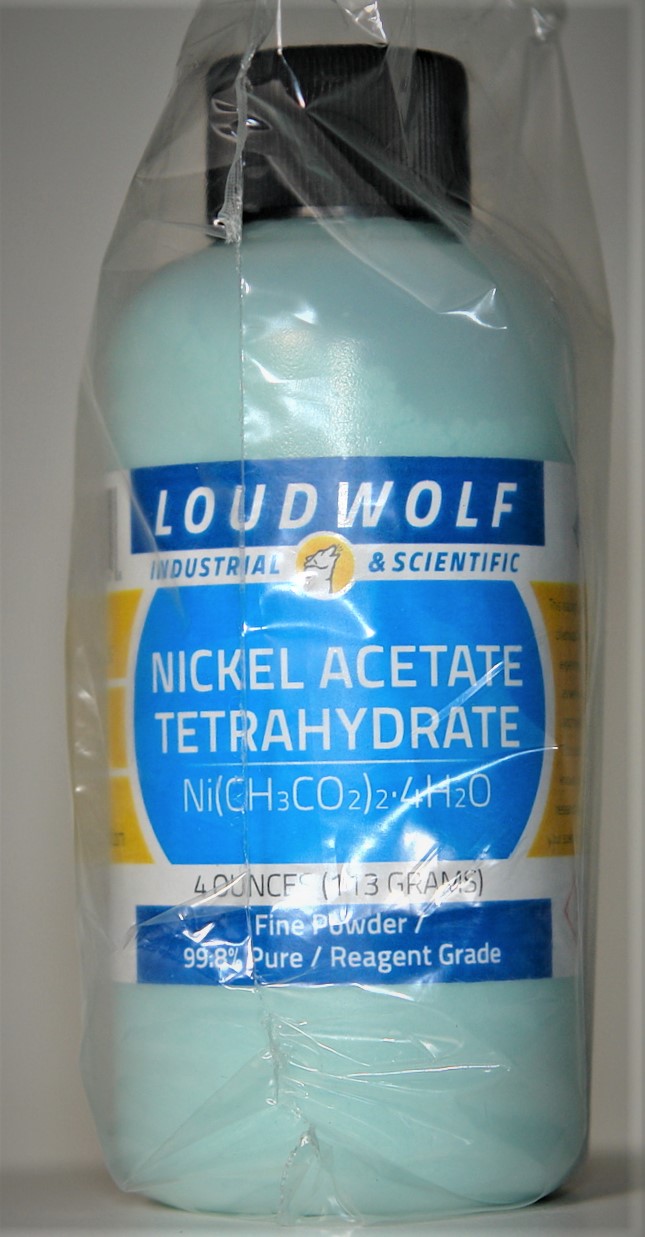 LOUDWOLF
INDUSTRIAL & SCIENTIFIC
NICKEL ACETATE
TETRAHYDRATE
Ni(CH₃CO₂)₂·4H₂O
4 OUNCES (113 GRAMS)
Fine Powder /
99.8% Pure / Reagent Grade